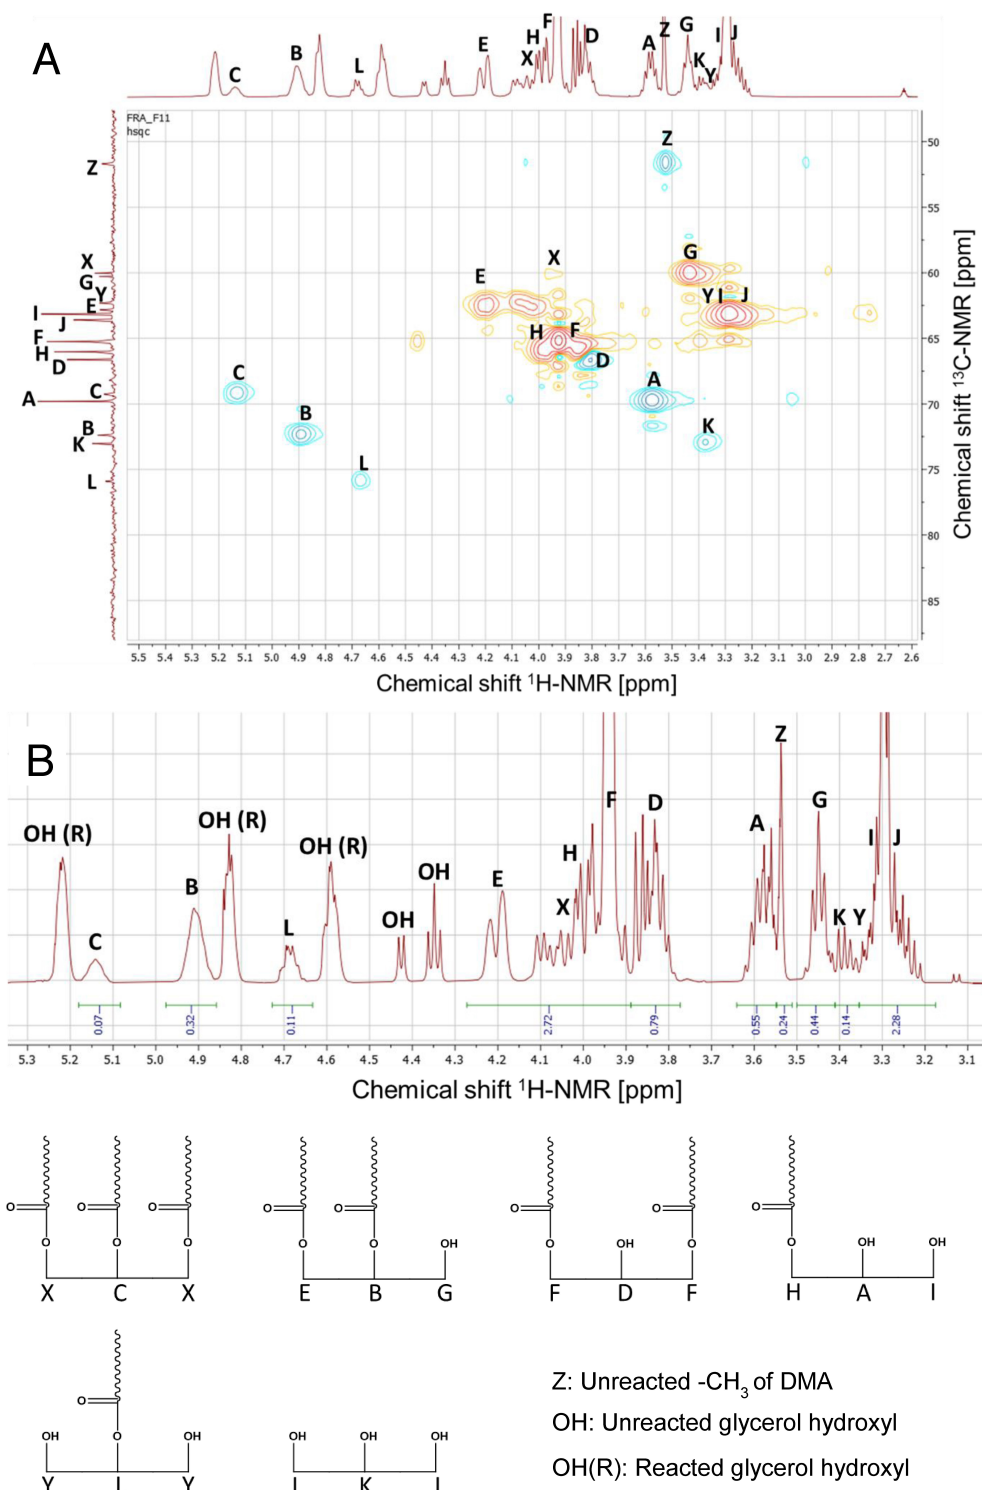 A
C
B
L
E
X
H
F
D
A
Z
G
K
Y
I
J
FRA_F11
hsqc
Z
X
G
Y
E
I
J
F
H
D
C
A
B
K
L
Z
X
E
G
Y I J
H F
D
C
A
B
K
L
50
55
60
65
70
75
80
85
Chemical shift ¹³C-NMR [ppm]
5.5 5.4 5.3 5.2 5.1 5.0 4.9 4.8 4.7 4.6 4.5 4.4 4.3 4.2 4.1 4.0 3.9 3.8 3.7 3.6 3.5 3.4 3.3 3.2 3.1 3.0 2.9 2.8 2.7 2.6
Chemical shift ¹H-NMR [ppm]
B
OH (R)
C
B
OH (R)
L
OH (R)
OH
OH
E
X
H
F
D
A
Z
G
K
Y
I
J
0.07 0.32 0.11 2.72 0.79 0.55 0.24 0.44 0.14 2.28
5.3 5.2 5.1 5.0 4.9 4.8 4.7 4.6 4.5 4.4 4.3 4.2 4.1 4.0 3.9 3.8 3.7 3.6 3.5 3.4 3.3 3.2 3.1
Chemical shift ¹H-NMR [ppm]
O O O O O O O O
O O O O OH O OH O O OH OH
X C X E B G F D F H A I
O
OH O OH OH OH OH
Y J Y I K I
Z: Unreacted -CH₃ of DMA
OH: Unreacted glycerol hydroxyl
OH(R): Reacted glycerol hydroxyl